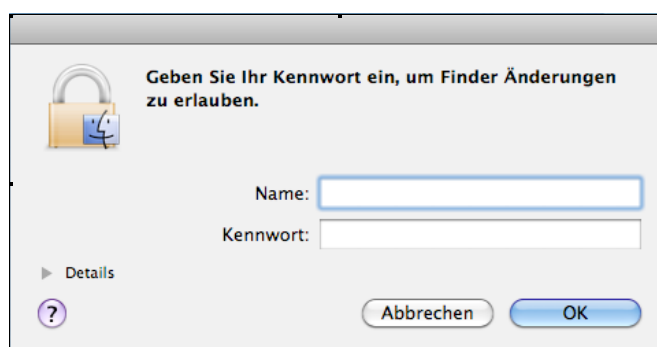 Geben Sie Ihr Kennwort ein, um Finder Änderungen
zu erlauben.
Name:
Kennwort:
Details
?
Abbrechen
OK